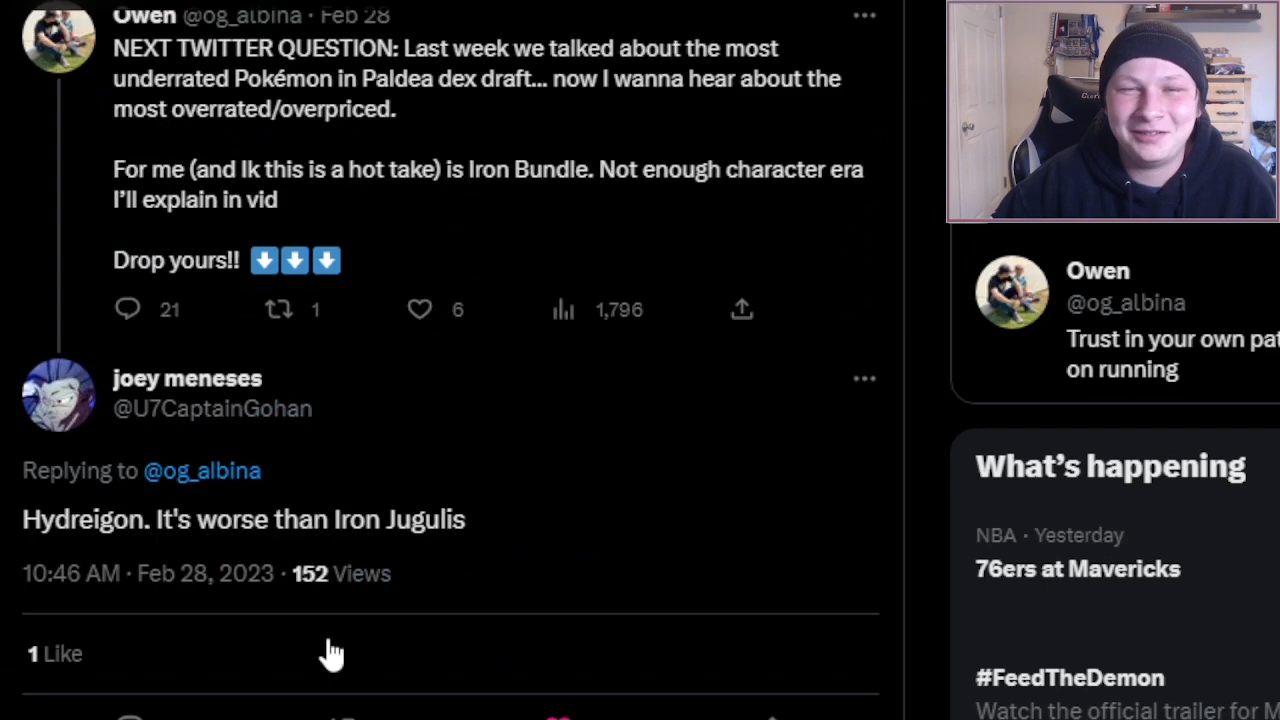 Owen @og_albina · Feb 28
NEXT TWITTER QUESTION: Last week we talked about the most
underrated Pokémon in Paldea dex draft... now I wanna hear about the
most overrated/overpriced.
For me (and Ik this is a hot take) is Iron Bundle. Not enough character era
I'll explain in vid
Drop yours!! ⬇️⬇️⬇️
21 1 6 1,796
joey meneses
@U7CaptainGohan
Replying to @og_albina
Hydreigon. It's worse than Iron Jugulis
10:46 AM · Feb 28, 2023 · 152 Views
1 Like
Owen
@og_albina
Trust in your own pat
on running
What's happening
NBA · Yesterday
76ers at Mavericks
#FeedTheDemon
Watch the official trailer for M